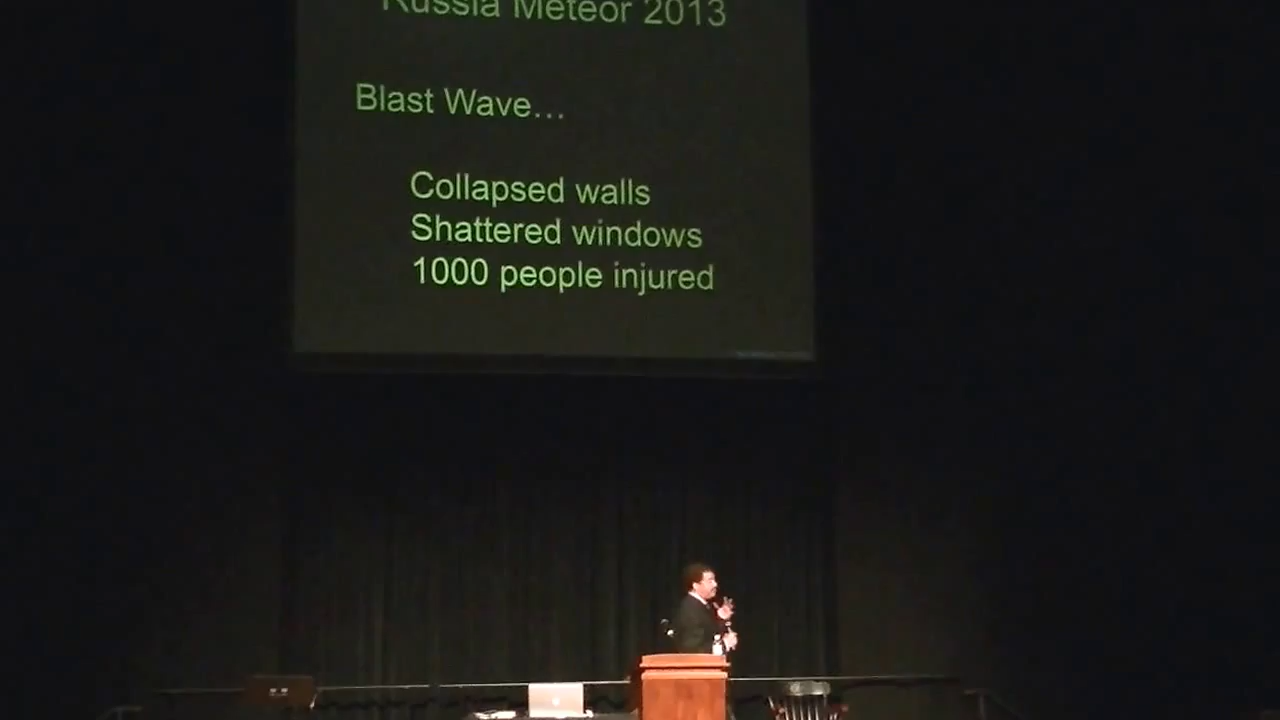 Russia Meteor 2013
Blast Wave...
Collapsed walls
Shattered windows
1000 people injured